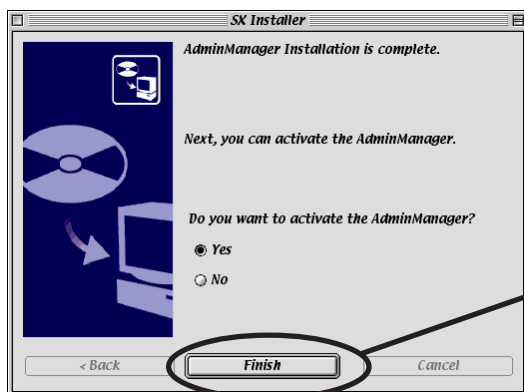 SX Installer
AdminManager Installation is complete.
Next, you can activate the AdminManager.
Do you want to activate the AdminManager?
Yes
No
< Back
Finish
Cancel